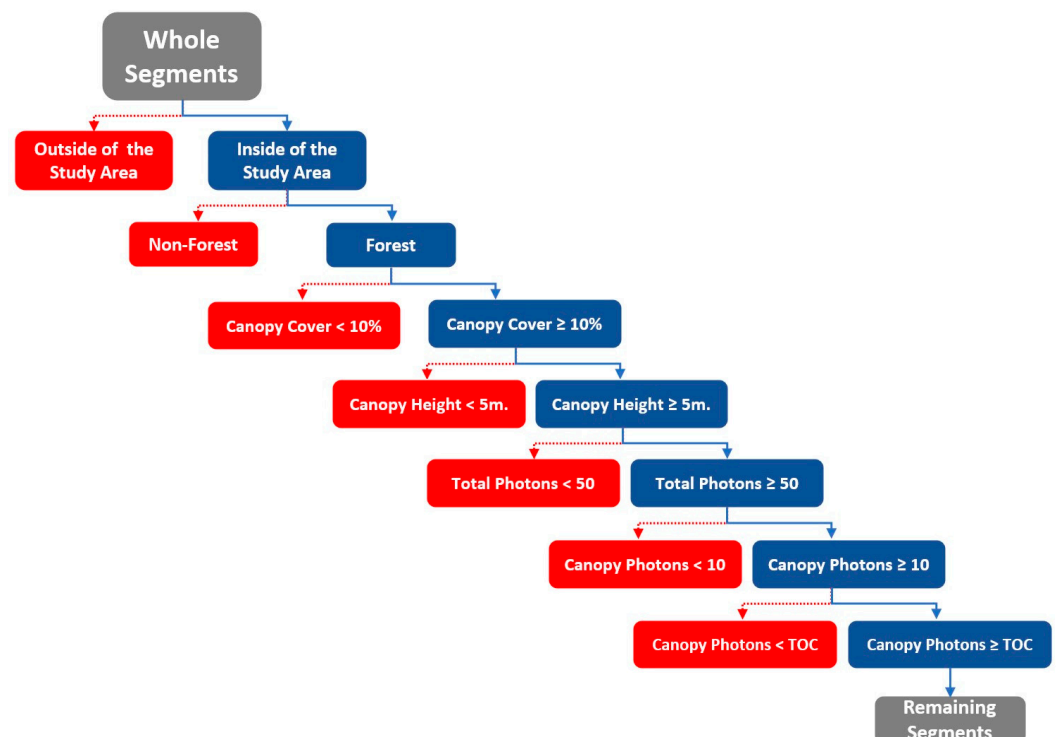 Whole
Segments
Outside of the
Study Area
Inside of the
Study Area
Non-Forest
Forest
Canopy Cover < 10%
Canopy Cover ≥ 10%
Canopy Height < 5m.
Canopy Height ≥ 5m.
Total Photons < 50
Total Photons ≥ 50
Canopy Photons < 10
Canopy Photons ≥ 10
Canopy Photons < TOC
Canopy Photons ≥ TOC
Remaining
Segments